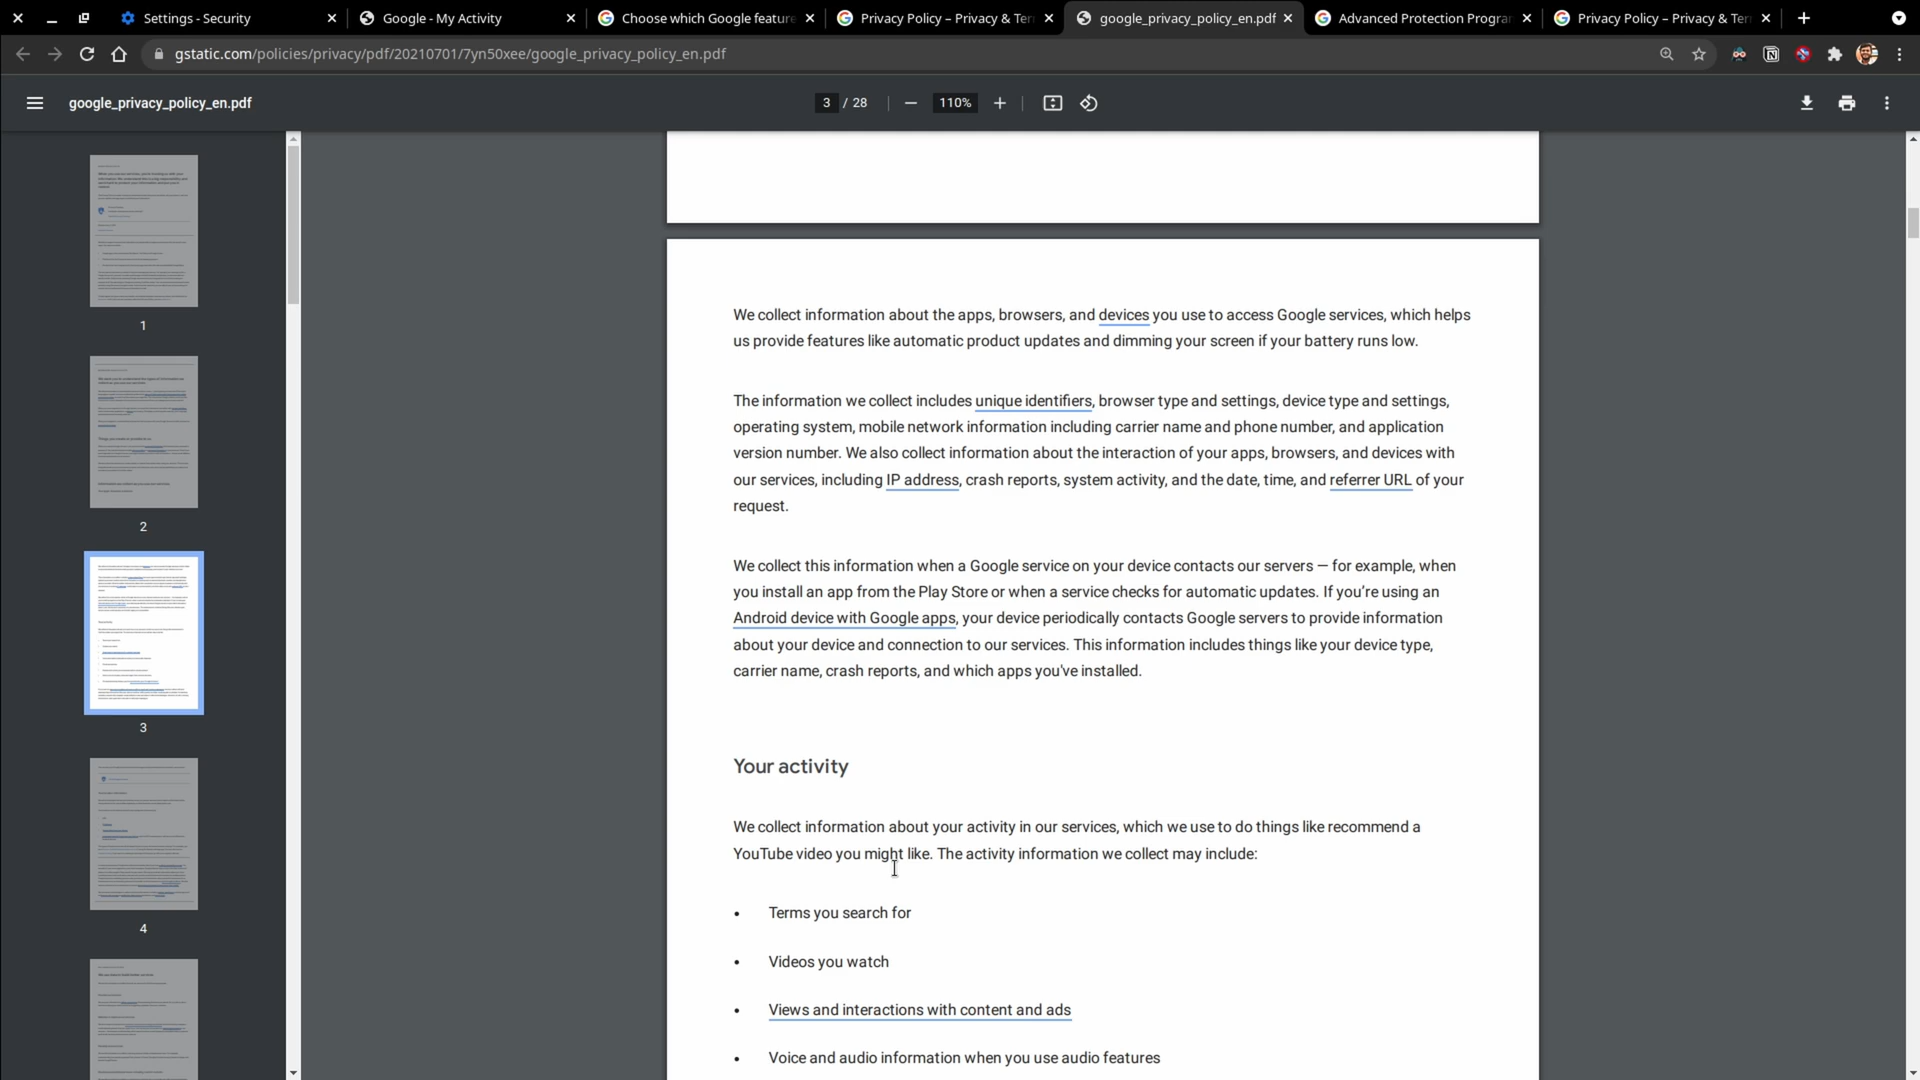 Settings - Security
Google - My Activity
Choose which Google feature
Privacy Policy – Privacy & Ter
google_privacy_policy_en.pdf
Advanced Protection Program
Privacy Policy – Privacy & Ter
gstatic.com/policies/privacy/pdf/20210701/7yn50xee/google_privacy_policy_en.pdf
google_privacy_policy_en.pdf
3 / 28
110%
1
2
3
4
We collect information about the apps, browsers, and devices you use to access Google services, which helps
us provide features like automatic product updates and dimming your screen if your battery runs low.
The information we collect includes unique identifiers, browser type and settings, device type and settings,
operating system, mobile network information including carrier name and phone number, and application
version number. We also collect information about the interaction of your apps, browsers, and devices with
our services, including IP address, crash reports, system activity, and the date, time, and referrer URL of your
request.
We collect this information when a Google service on your device contacts our servers — for example, when
you install an app from the Play Store or when a service checks for automatic updates. If you’re using an
Android device with Google apps, your device periodically contacts Google servers to provide information
about your device and connection to our services. This information includes things like your device type,
carrier name, crash reports, and which apps you've installed.
Your activity
We collect information about your activity in our services, which we use to do things like recommend a
YouTube video you might like. The activity information we collect may include:
• Terms you search for
• Videos you watch
• Views and interactions with content and ads
• Voice and audio information when you use audio features